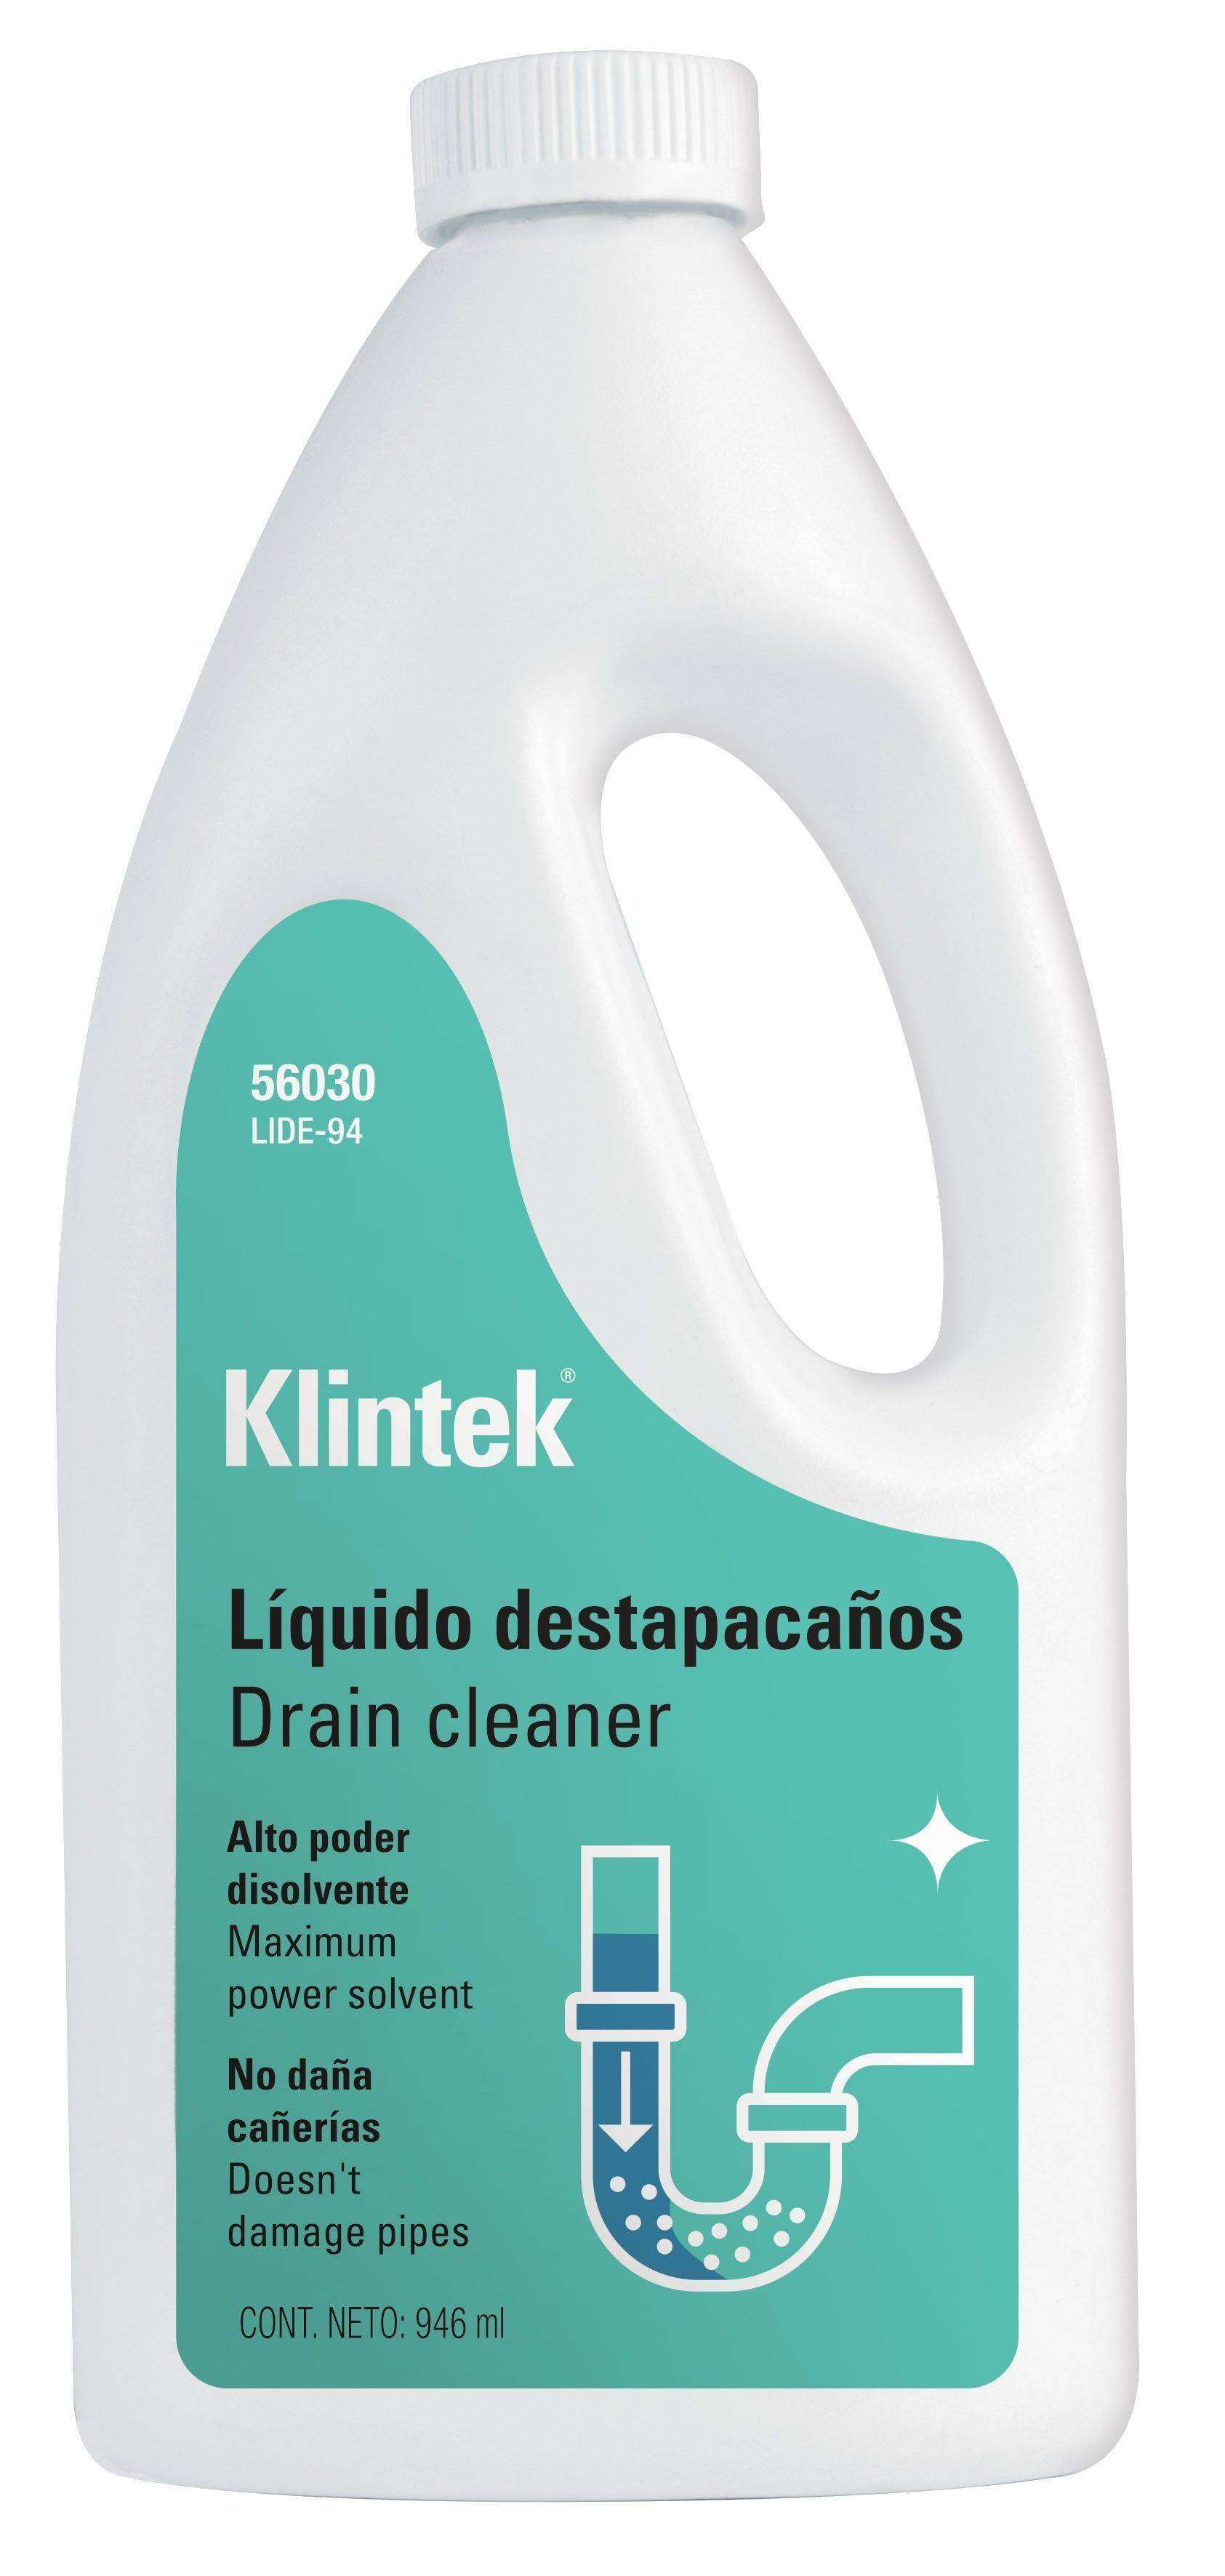 56030
LIDE-94
Klintek®
Líquido destapacaños
Drain cleaner
Alto poder
disolvente
Maximum
power solvent
No daña
cañerías
Doesn't
damage pipes
CONT. NETO: 946 ml